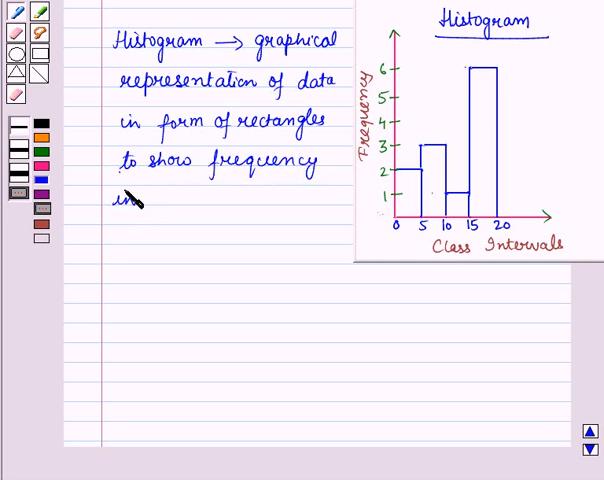 Histogram → graphical
representation of data
in form of rectangles
to show frequency
in
Histogram
Frequency
6
5
4
3
2
1
0 5 10 15 20
Class Intervals